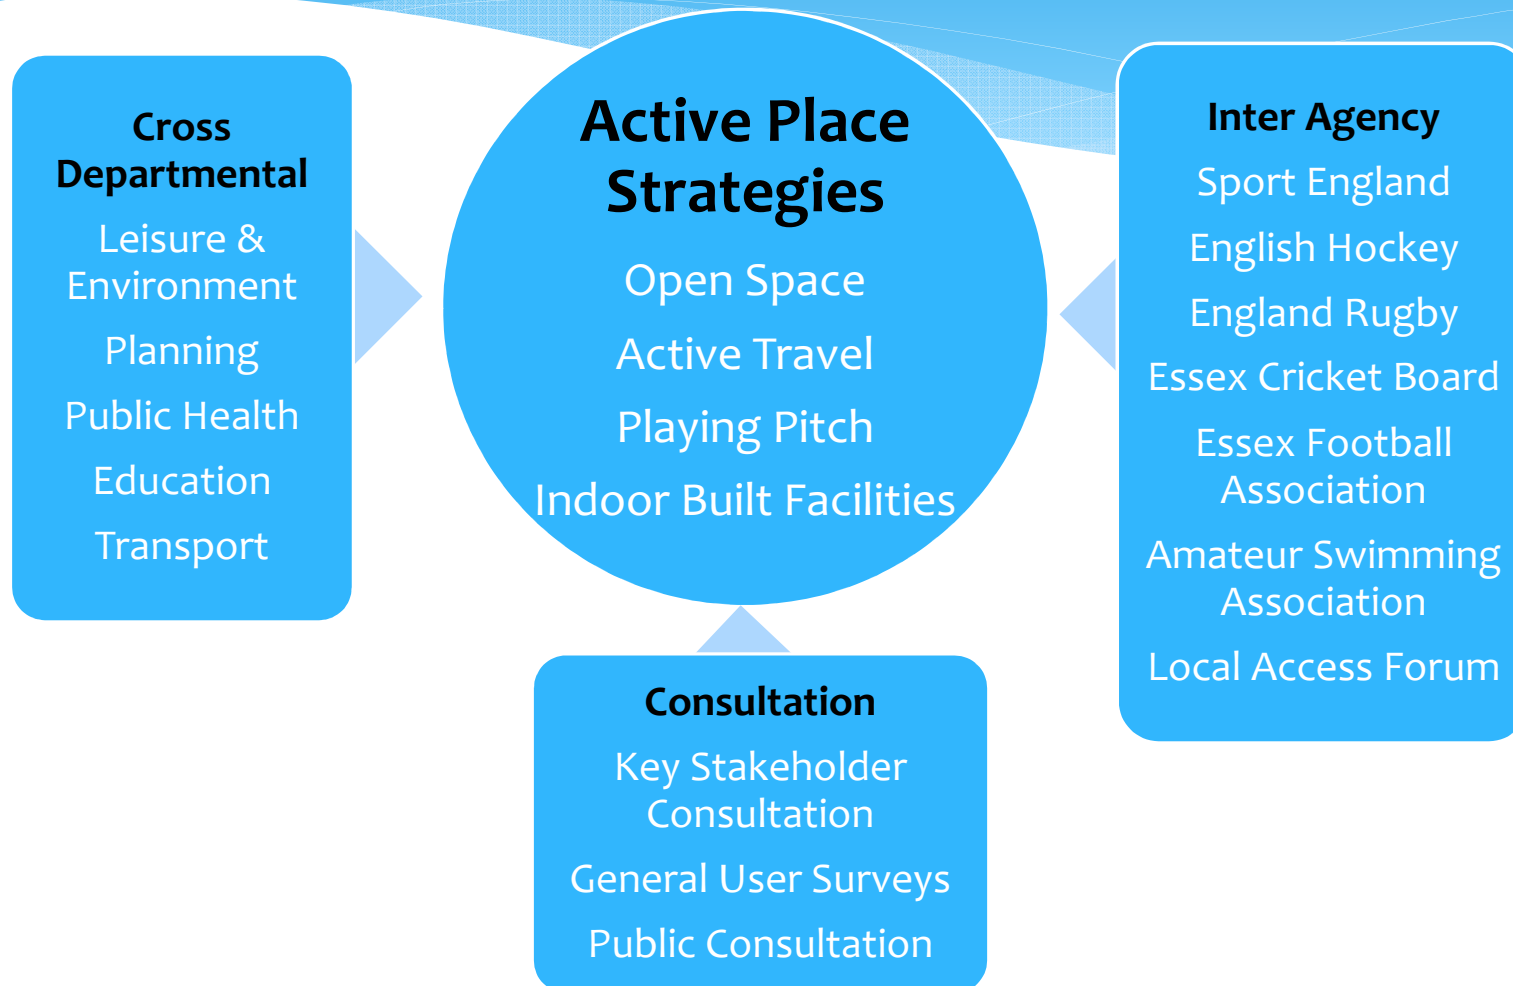 Cross
Departmental
Leisure &
Environment
Planning
Public Health
Education
Transport
Active Place
Strategies
Open Space
Active Travel
Playing Pitch
Indoor Built Facilities
Inter Agency
Sport England
English Hockey
England Rugby
Essex Cricket Board
Essex Football
Association
Amateur Swimming
Association
Local Access Forum
Consultation
Key Stakeholder
Consultation
General User Surveys
Public Consultation